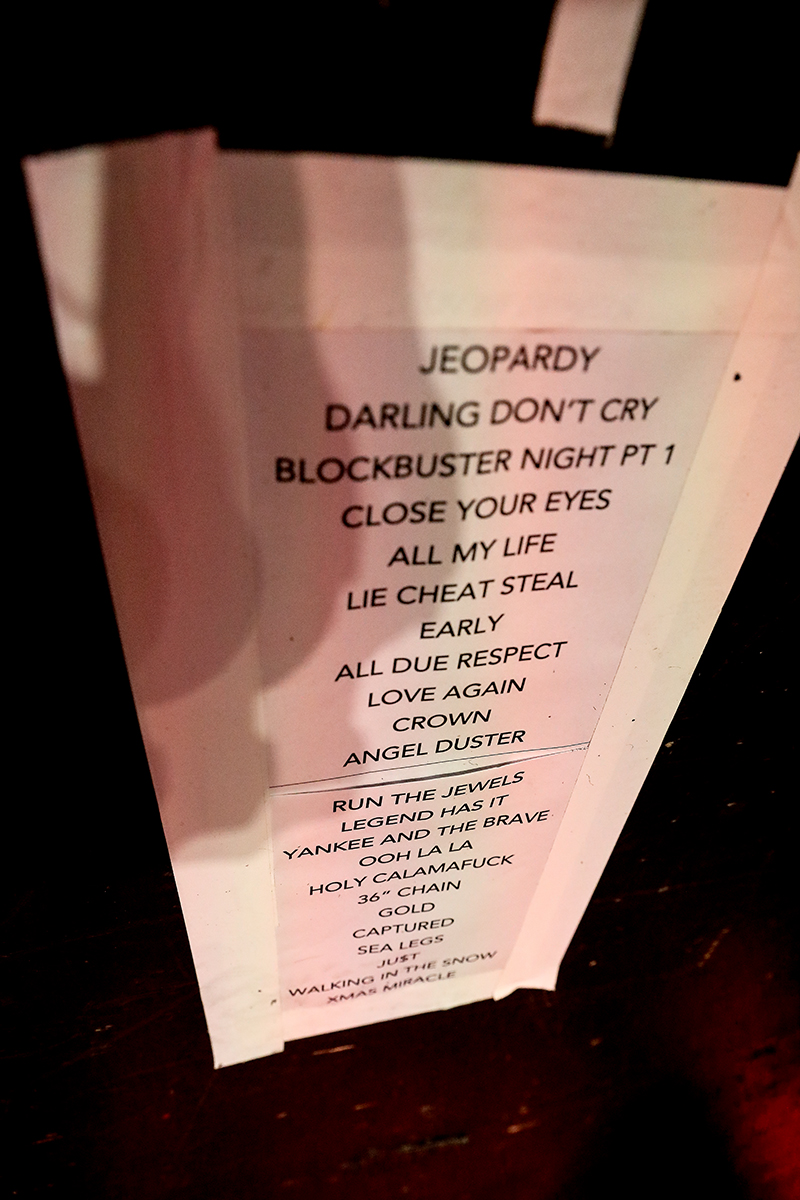 JEOPARDY
DARLING DON'T CRY
BLOCKBUSTER NIGHT PT 1
CLOSE YOUR EYES
ALL MY LIFE
LIE CHEAT STEAL
EARLY
ALL DUE RESPECT
LOVE AGAIN
CROWN
ANGEL DUSTER
RUN THE JEWELS
LEGEND HAS IT
YANKEE AND THE BRAVE
OOH LA LA
HOLY CALAMAFUCK
36" CHAIN
GOLD
CAPTURED
SEA LEGS
JU$T
WALKING IN THE SNOW
XMAS MIRACLE